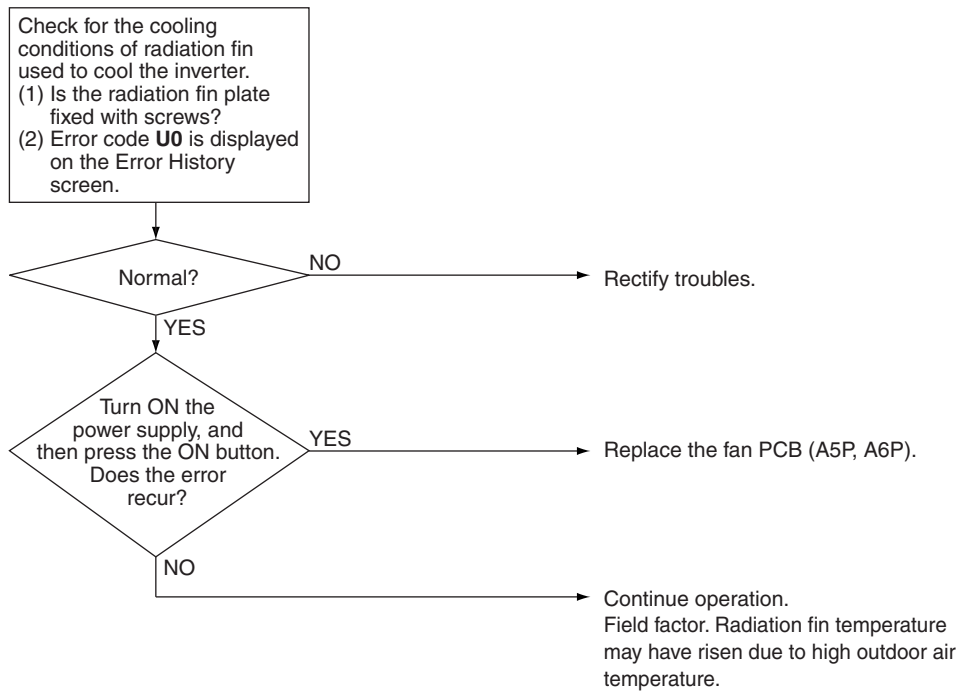 Check for the cooling
conditions of radiation fin
used to cool the inverter.
(1) Is the radiation fin plate
fixed with screws?
(2) Error code U0 is displayed
on the Error History
screen.
Normal?
NO
Rectify troubles.
YES
Turn ON the
power supply, and
then press the ON button.
Does the error
recur?
YES
Replace the fan PCB (A5P, A6P).
NO
Continue operation.
Field factor. Radiation fin temperature
may have risen due to high outdoor air
temperature.